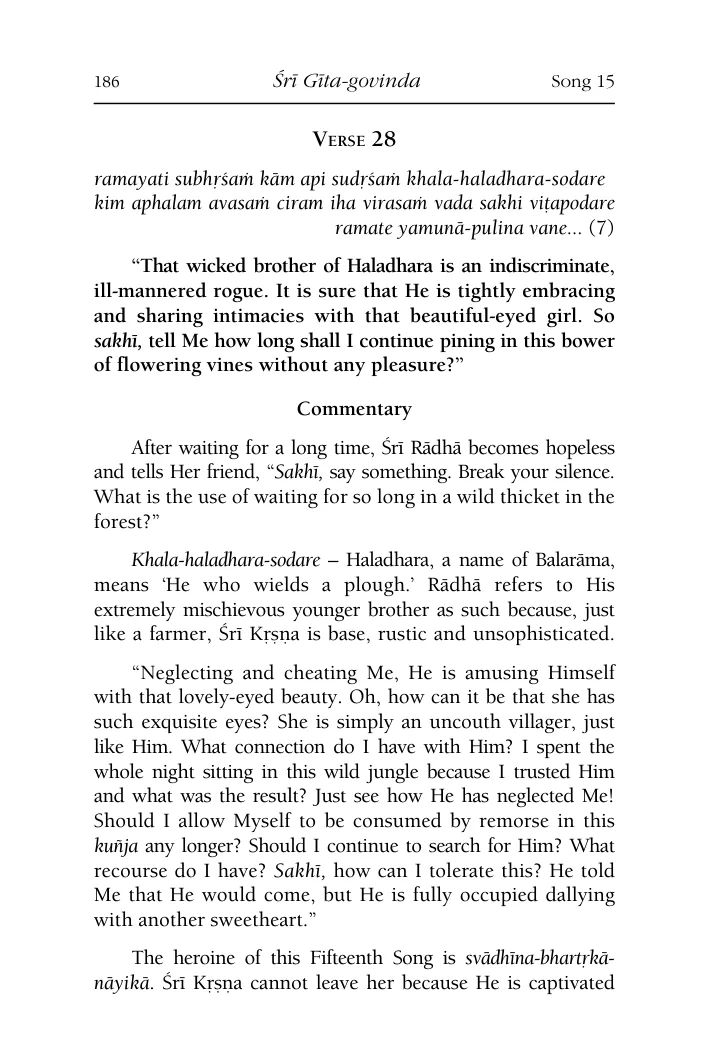 186 Śrī Gīta-govinda Song 15
VERSE 28
ramayati subhṛśaṁ kām api sudṛśaṁ khala-haladhara-sodare
kim aphalam avasaṁ ciram iha virasaṁ vada sakhi viṭapodare
ramate yamunā-pulina vane... (7)
“That wicked brother of Haladhara is an indiscriminate,
ill-mannered rogue. It is sure that He is tightly embracing
and sharing intimacies with that beautiful-eyed girl. So
sakhī, tell Me how long shall I continue pining in this bower
of flowering vines without any pleasure?”
Commentary
After waiting for a long time, Śrī Rādhā becomes hopeless
and tells Her friend, “Sakhī, say something. Break your silence.
What is the use of waiting for so long in a wild thicket in the
forest?”
Khala-haladhara-sodare – Haladhara, a name of Balarāma,
means ‘He who wields a plough.’ Rādhā refers to His
extremely mischievous younger brother as such because, just
like a farmer, Śrī Kṛṣṇa is base, rustic and unsophisticated.
“Neglecting and cheating Me, He is amusing Himself
with that lovely-eyed beauty. Oh, how can it be that she has
such exquisite eyes? She is simply an uncouth villager, just
like Him. What connection do I have with Him? I spent the
whole night sitting in this wild jungle because I trusted Him
and what was the result? Just see how He has neglected Me!
Should I allow Myself to be consumed by remorse in this
kuñja any longer? Should I continue to search for Him? What
recourse do I have? Sakhī, how can I tolerate this? He told
Me that He would come, but He is fully occupied dallying
with another sweetheart.”
The heroine of this Fifteenth Song is svādhīna-bhartṛkā-
nāyikā. Śrī Kṛṣṇa cannot leave her because He is captivated